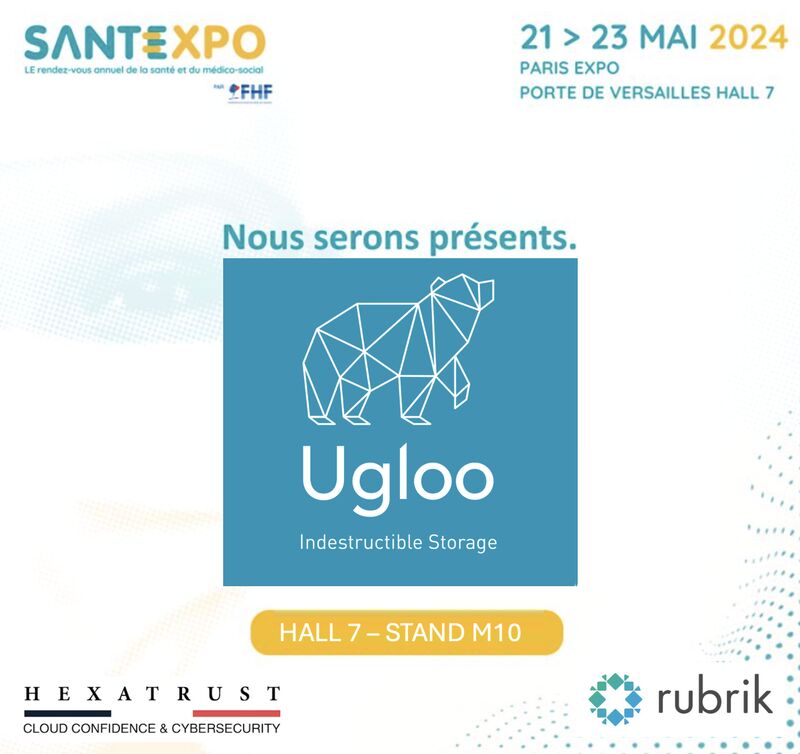 SANTEXPO
LE rendez-vous annuel de la santé et du médico-social
PAR FHF
21 > 23 MAI 2024
PARIS EXPO
PORTE DE VERSAILLES HALL 7
Nous serons présents.
Ugloo
Indestructible Storage
HALL 7 – STAND M10
HEXATRUST
CLOUD CONFIDENCE & CYBERSECURITY
rubrik